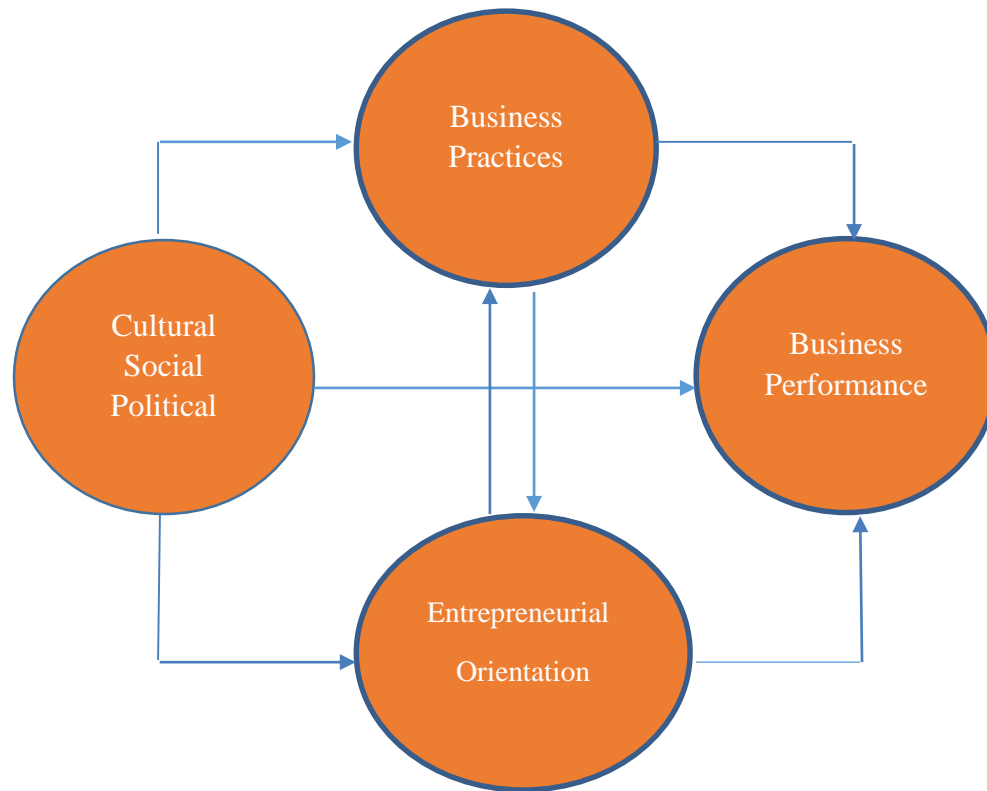 Business
Practices
Cultural
Social
Political
Business
Performance
Entrepreneurial
Orientation